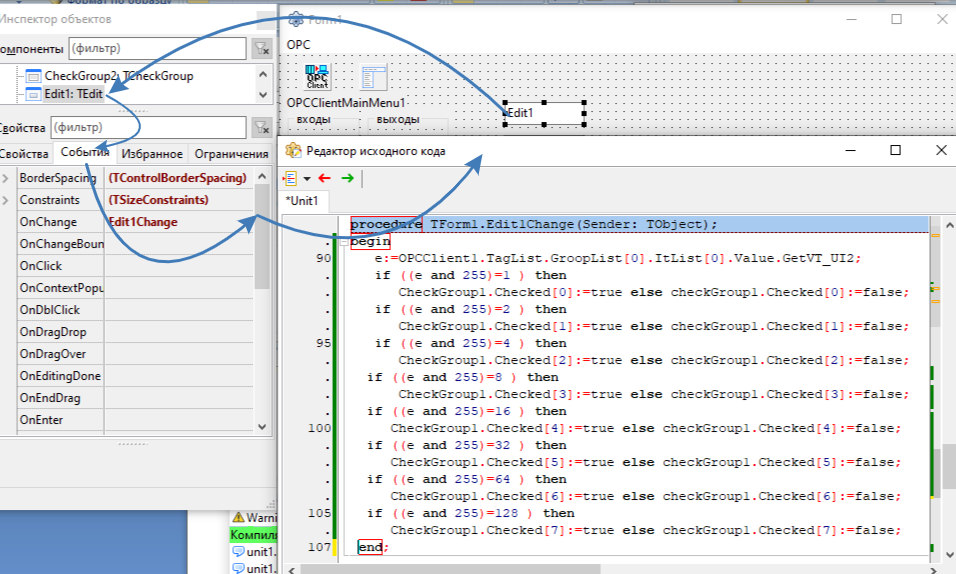 Формат по образцу
Инспектор объектов
омпоненты (фильтр)
CheckGroup2: TCheckGroup
Edit1: TEdit
Свойства (фильтр)
Свойства События Избранное Ограничения
BorderSpacing (TControlBorderSpacing)
Constraints (TSizeConstraints)
OnChange Edit1Change
OnChangeBoun
OnClick
OnContextPopu
OnDblClick
OnDragDrop
OnDragOver
OnEditingDone
OnEndDrag
OnEnter
Form1
OPC
OPC
Client
OPCClientMainMenu1
входы выходы
Edit1
Редактор исходного кода
*Unit1
procedure TForm1.Edit1Change(Sender: TObject);
. begin
90 e:=OPCClient1.TagList.GroopList[0].ItList[0].Value.GetVT_UI2;
. if ((e and 255)=1 ) then
. CheckGroup1.Checked[0]:=true else checkGroup1.Checked[0]:=false;
. if ((e and 255)=2 ) then
. CheckGroup1.Checked[1]:=true else checkGroup1.Checked[1]:=false;
95 if ((e and 255)=4 ) then
. CheckGroup1.Checked[2]:=true else checkGroup1.Checked[2]:=false;
. if ((e and 255)=8 ) then
. CheckGroup1.Checked[3]:=true else checkGroup1.Checked[3]:=false;
. if ((e and 255)=16 ) then
100 CheckGroup1.Checked[4]:=true else checkGroup1.Checked[4]:=false;
. if ((e and 255)=32 ) then
. CheckGroup1.Checked[5]:=true else checkGroup1.Checked[5]:=false;
. if ((e and 255)=64 ) then
. CheckGroup1.Checked[6]:=true else checkGroup1.Checked[6]:=false;
105 if ((e and 255)=128 ) then
. CheckGroup1.Checked[7]:=true else checkGroup1.Checked[7]:=false;
107 end;
Warni
Компиля
unit1.
unit1.